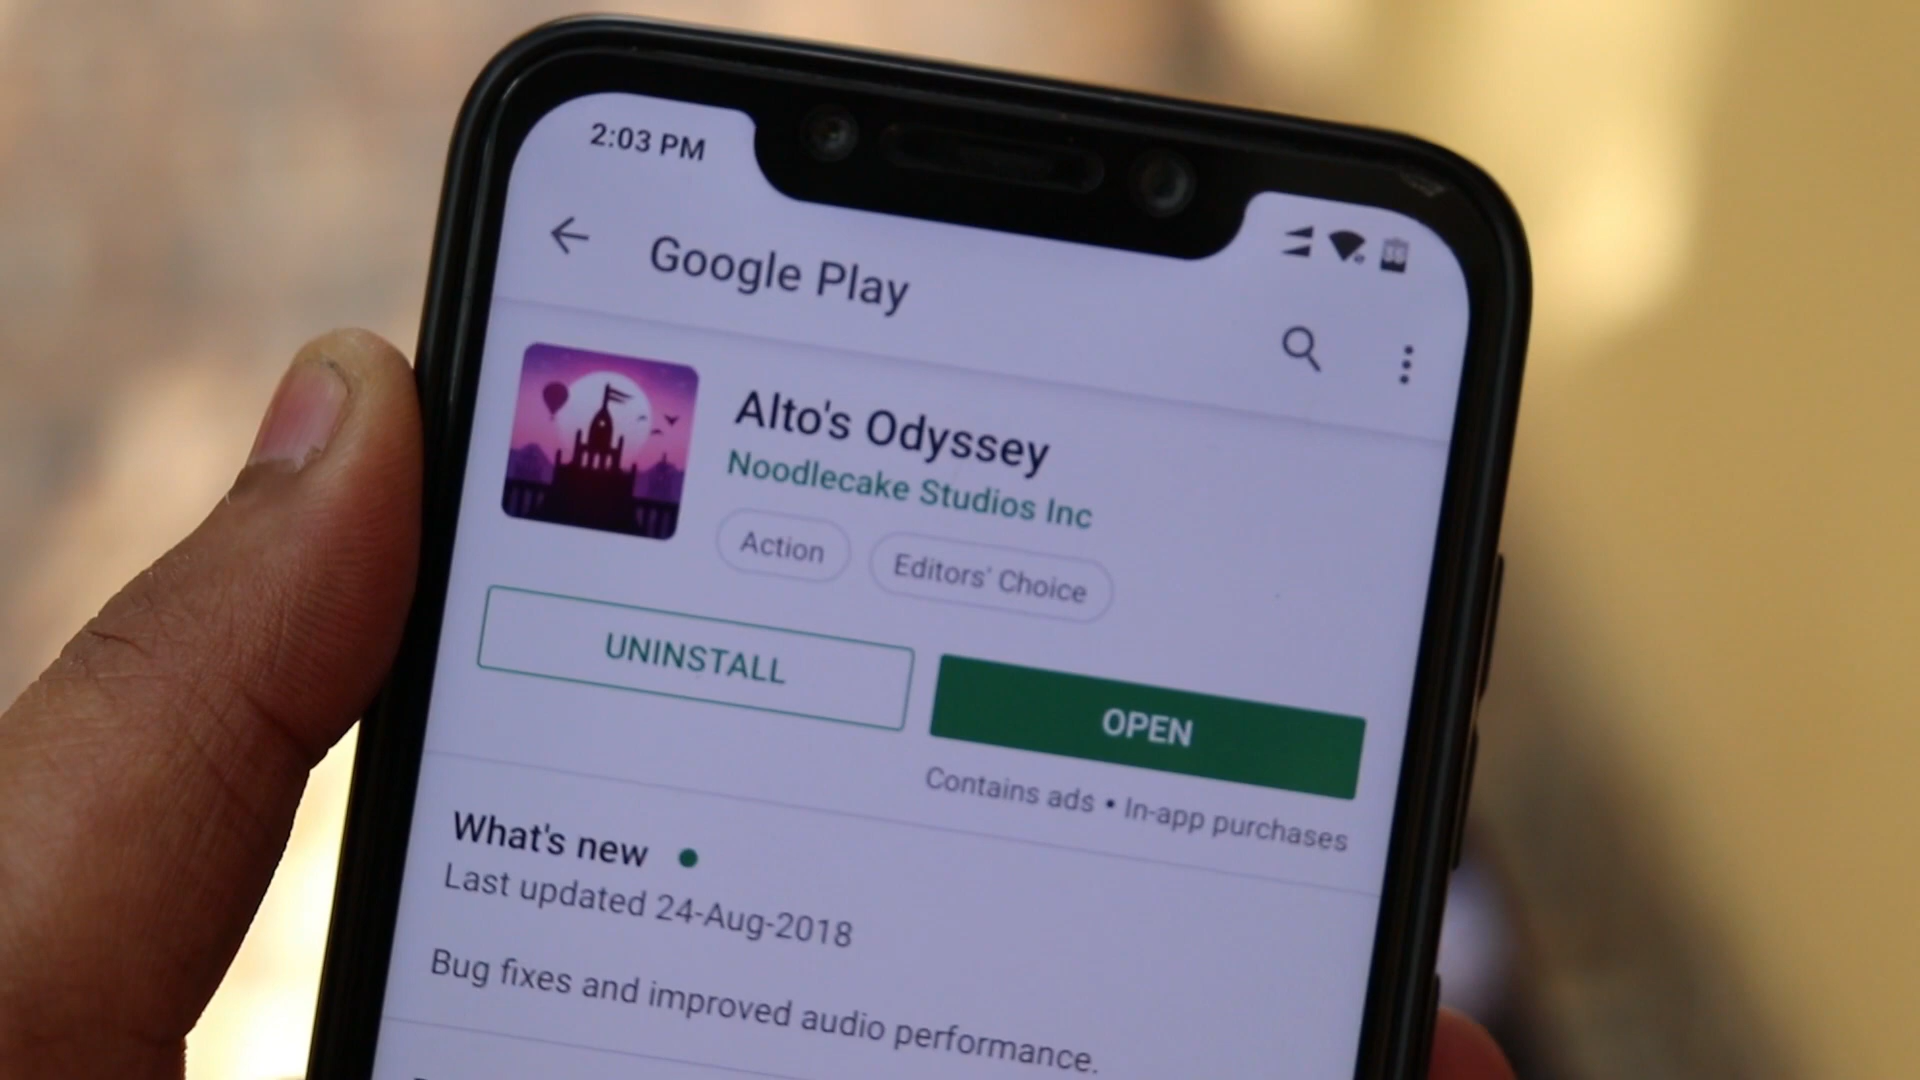 2:03 PM
Google Play
Alto's Odyssey
Noodlecake Studios Inc
Action
Editors' Choice
UNINSTALL
OPEN
Contains ads • In-app purchases
What's new
Last updated 24-Aug-2018
Bug fixes and improved audio performance.